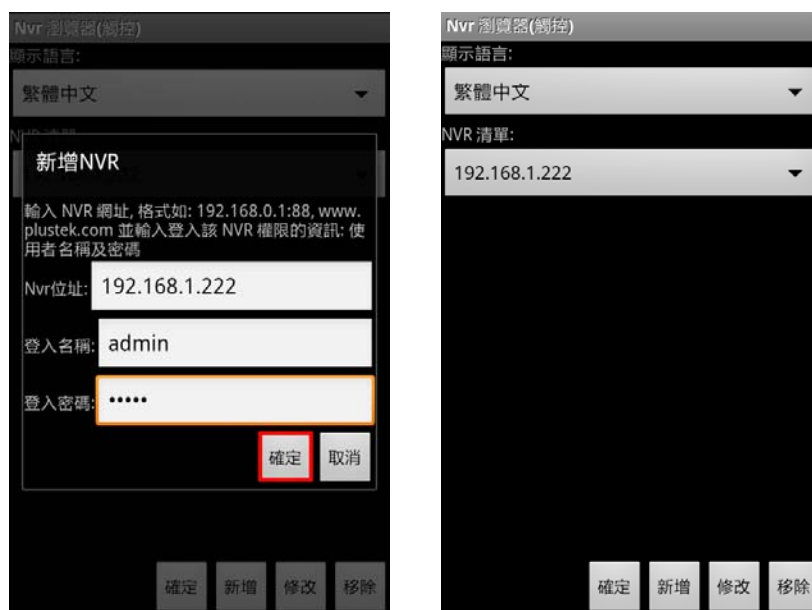 Nvr 瀏覽器(觸控)
顯示語言:
繁體中文
NVR 清單:
新增NVR
輸入 NVR 網址, 格式如: 192.168.0.1:88, www.
plustek.com 並輸入登入該 NVR 權限的資訊: 使
用者名稱及密碼
Nvr位址: 192.168.1.222
登入名稱: admin
登入密碼: •••••
確定 取消
確定 新增 修改 移除
Nvr 瀏覽器(觸控)
顯示語言:
繁體中文
NVR 清單:
192.168.1.222
確定 新增 修改 移除